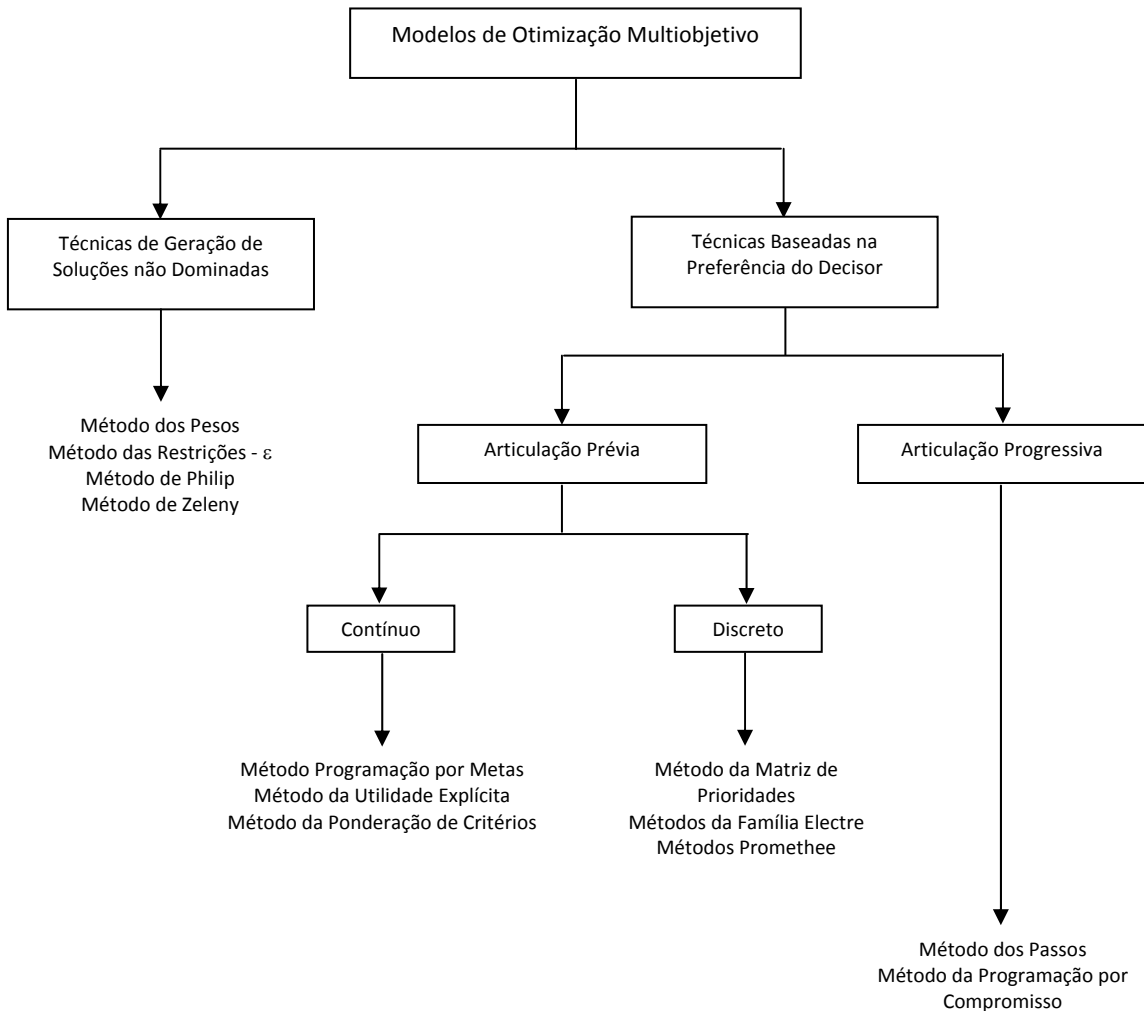 Modelos de Otimização Multiobjetivo
Técnicas de Geração de
Soluções não Dominadas
Técnicas Baseadas na
Preferência do Decisor
Método dos Pesos
Método das Restrições - ε
Método de Philip
Método de Zeleny
Articulação Prévia
Articulação Progressiva
Contínuo
Discreto
Método Programação por Metas
Método da Utilidade Explícita
Método da Ponderação de Critérios
Método da Matriz de
Prioridades
Métodos da Família Electre
Métodos Promethee
Método dos Passos
Método da Programação por
Compromisso